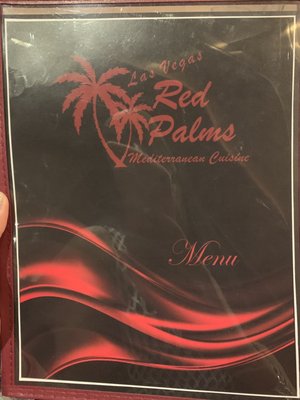 Las Vegas
Red
Palms
Mediterranean Cuisine
Menu